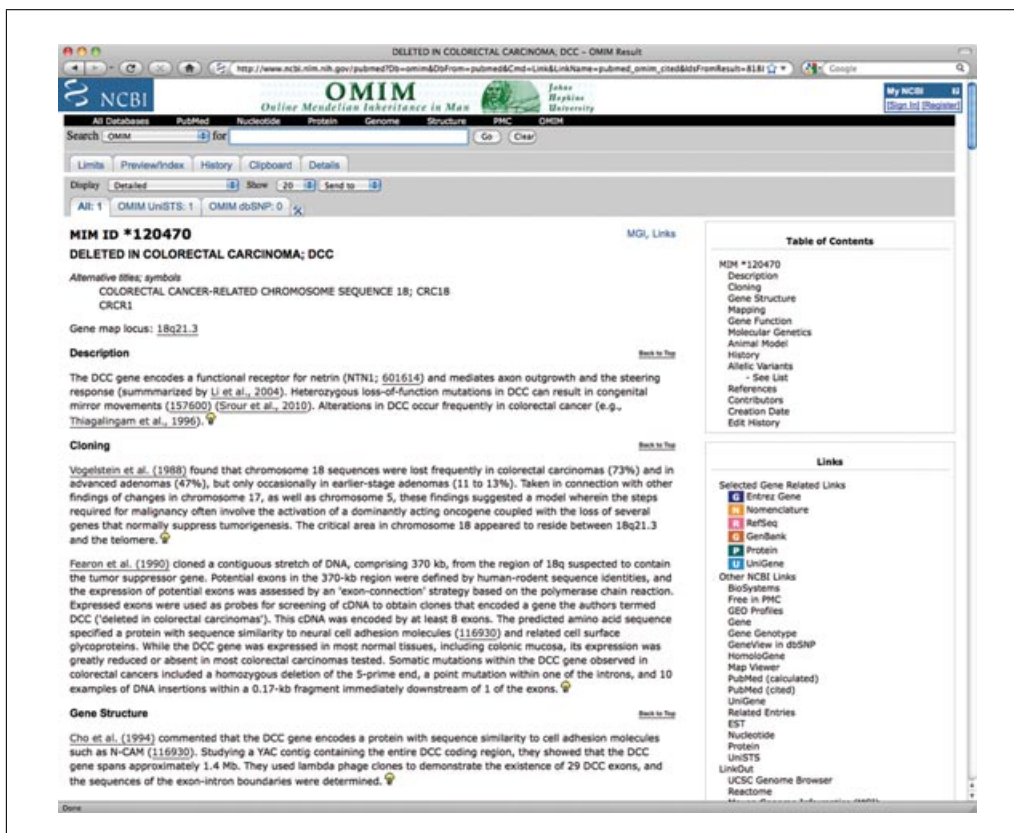 DELETED IN COLORECTAL CARCINOMA; DCC - OMIM Result
http://www.ncbi.nlm.nih.gov/pubmed?Db=omim&DbFrom=pubmed&Cmd=Link&LinkName=pubmed_omim_cited&IdsFromResult=8181
Google
NCBI
OMIM
Online Mendelian Inheritance in Man
Johns
Hopkins
University
My NCBI
[Sign In] [Register]
All Databases PubMed Nucleotide Protein Genome Structure PMC OMIM
Search OMIM for Go Clear
Limits Preview/Index History Clipboard Details
Display Detailed Show 20 Send to
All: 1 OMIM UniSTS: 1 OMIM dbSNP: 0
MIM ID *120470
MGI, Links
DELETED IN COLORECTAL CARCINOMA; DCC
Alternative titles; symbols
COLORECTAL CANCER-RELATED CHROMOSOME SEQUENCE 18; CRC18
CRCR1
Gene map locus: 18q21.3
Description
Back to Top
The DCC gene encodes a functional receptor for netrin (NTN1; 601614) and mediates axon outgrowth and the steering
response (summmarized by Li et al., 2004). Heterozygous loss-of-function mutations in DCC can result in congenital
mirror movements (157600) (Srour et al., 2010). Alterations in DCC occur frequently in colorectal cancer (e.g.,
Thiagalingam et al., 1996).
Cloning
Back to Top
Vogelstein et al. (1988) found that chromosome 18 sequences were lost frequently in colorectal carcinomas (73%) and in
advanced adenomas (47%), but only occasionally in earlier-stage adenomas (11 to 13%). Taken in connection with other
findings of changes in chromosome 17, as well as chromosome 5, these findings suggested a model wherein the steps
required for malignancy often involve the activation of a dominantly acting oncogene coupled with the loss of several
genes that normally suppress tumorigenesis. The critical area in chromosome 18 appeared to reside between 18q21.3
and the telomere.
Fearon et al. (1990) cloned a contiguous stretch of DNA, comprising 370 kb, from the region of 18q suspected to contain
the tumor suppressor gene. Potential exons in the 370-kb region were defined by human-rodent sequence identities, and
the expression of potential exons was assessed by an 'exon-connection' strategy based on the polymerase chain reaction.
Expressed exons were used as probes for screening of cDNA to obtain clones that encoded a gene the authors termed
DCC ('deleted in colorectal carcinomas'). This cDNA was encoded by at least 8 exons. The predicted amino acid sequence
specified a protein with sequence similarity to neural cell adhesion molecules (116930) and related cell surface
glycoproteins. While the DCC gene was expressed in most normal tissues, including colonic mucosa, its expression was
greatly reduced or absent in most colorectal carcinomas tested. Somatic mutations within the DCC gene observed in
colorectal cancers included a homozygous deletion of the 5-prime end, a point mutation within one of the introns, and 10
examples of DNA insertions within a 0.17-kb fragment immediately downstream of 1 of the exons.
Gene Structure
Back to Top
Cho et al. (1994) commented that the DCC gene encodes a protein with sequence similarity to cell adhesion molecules
such as N-CAM (116930). Studying a YAC contig containing the entire DCC coding region, they showed that the DCC
gene spans approximately 1.4 Mb. They used lambda phage clones to demonstrate the existence of 29 DCC exons, and
the sequences of the exon-intron boundaries were determined.
Table of Contents
MIM *120470
Description
Cloning
Gene Structure
Mapping
Gene Function
Molecular Genetics
Animal Model
History
Allelic Variants
- See List
References
Contributors
Creation Date
Edit History
Links
Selected Gene Related Links
G Entrez Gene
N Nomenclature
R RefSeq
G GenBank
P Protein
U UniGene
Other NCBI Links
BioSystems
Free in PMC
GEO Profiles
Gene
Gene Genotype
GeneView in dbSNP
HomoloGene
Map Viewer
PubMed (calculated)
PubMed (cited)
UniGene
Related Entries
EST
Nucleotide
Protein
UniSTS
LinkOut
UCSC Genome Browser
Reactome
Done